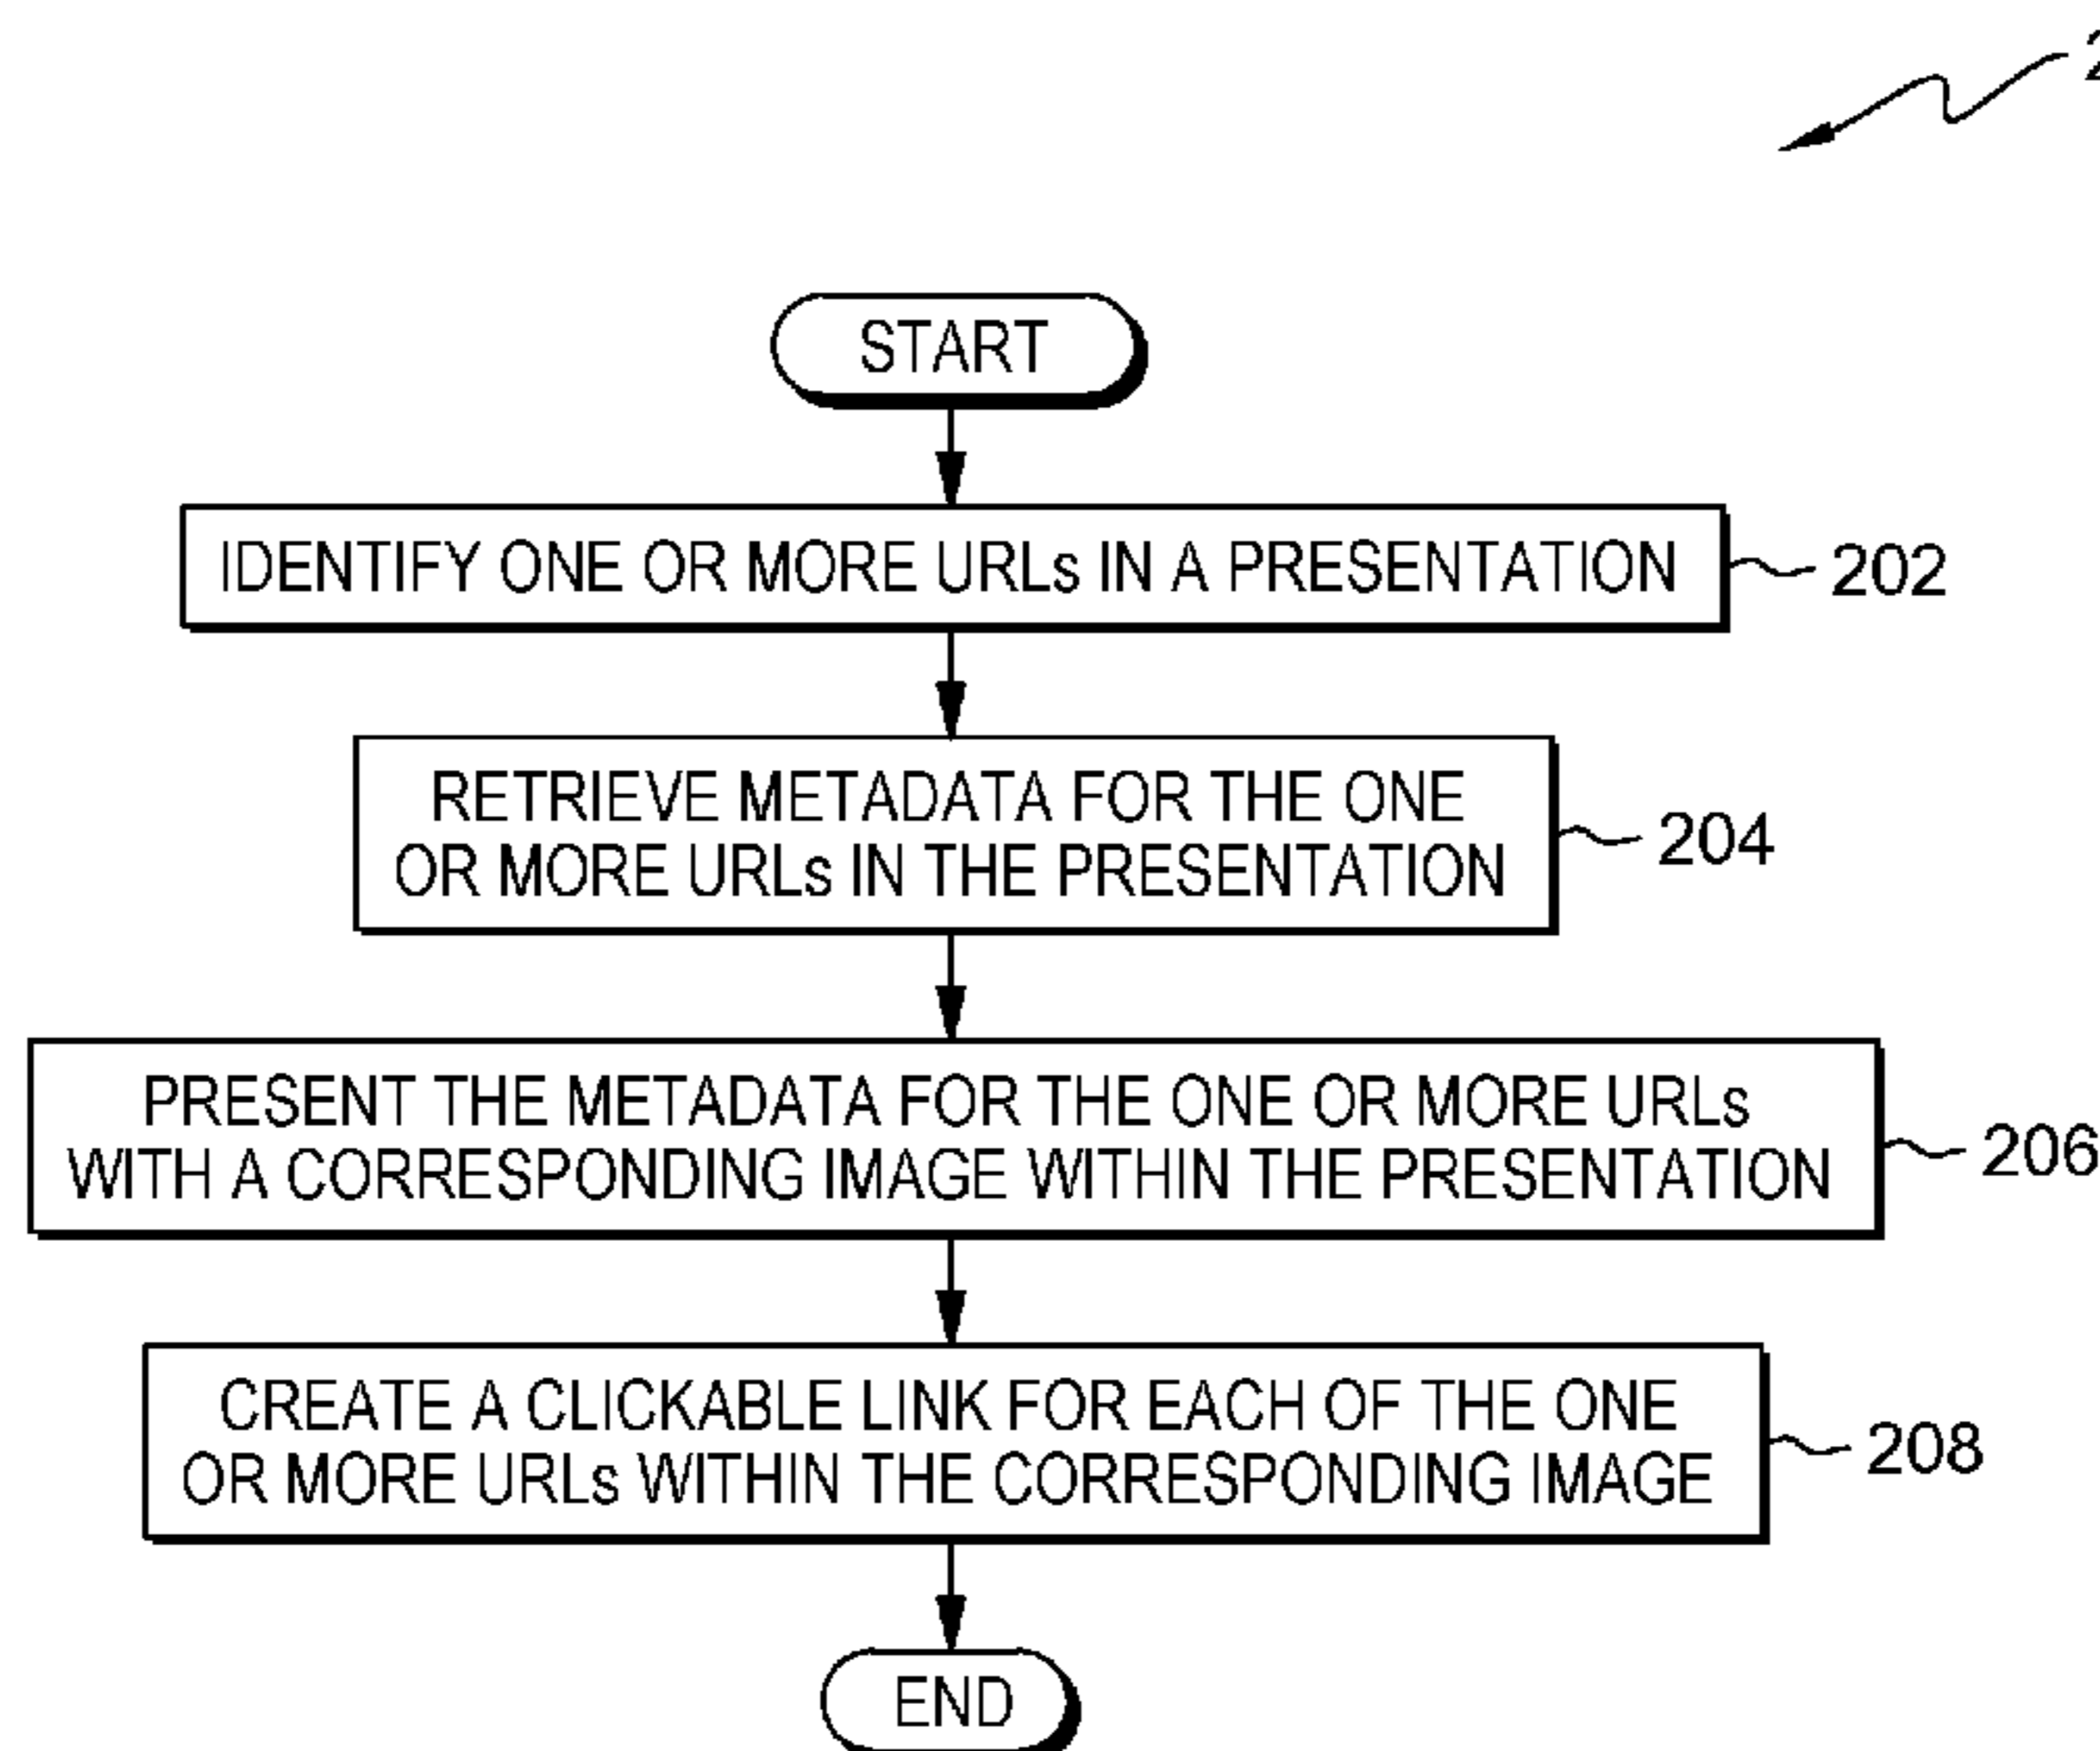 START
IDENTIFY ONE OR MORE URLs IN A PRESENTATION
202
RETRIEVE METADATA FOR THE ONE
OR MORE URLs IN THE PRESENTATION
204
PRESENT THE METADATA FOR THE ONE OR MORE URLs
WITH A CORRESPONDING IMAGE WITHIN THE PRESENTATION
206
CREATE A CLICKABLE LINK FOR EACH OF THE ONE
OR MORE URLs WITHIN THE CORRESPONDING IMAGE
208
END